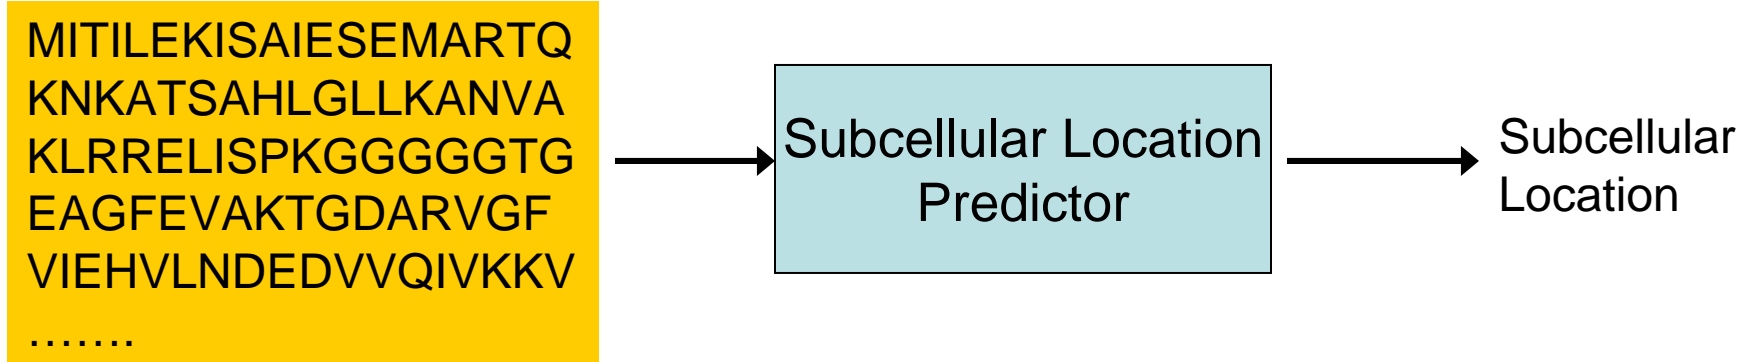 MITILEKISAIESEMARTQ
KNKATSAHLGLLKANVA
KLRRELISPKGGGGGTG
EAGFEVAKTGDARVGF
VIEHVLNDEDVVQIVKKV
.......
Subcellular Location
Predictor
Subcellular
Location